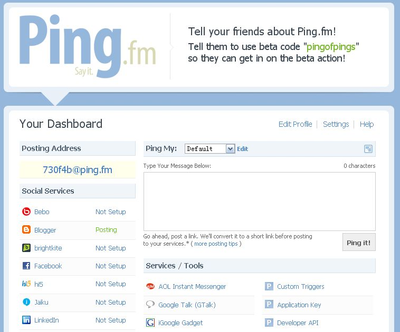 Ping.fm
Say it.
Tell your friends about Ping.fm!
Tell them to use beta code "pingofpings"
so they can get in on the beta action!
Your Dashboard
Edit Profile | Settings | Help
Posting Address
730f4b@ping.fm
Social Services
Bebo Not Setup
Blogger Posting
brightkite Not Setup
Facebook Not Setup
hi5 Not Setup
Jaiku Not Setup
LinkedIn Not Setup
Ping My: Default Edit
Type Your Message Below: 0 characters
Go ahead, post a link. We'll convert it to a short link before posting
to your services.* ( more posting tips )
Ping it!
Services / Tools
AOL Instant Messenger Custom Triggers
Google Talk (GTalk) Application Key
iGoogle Gadget Developer API